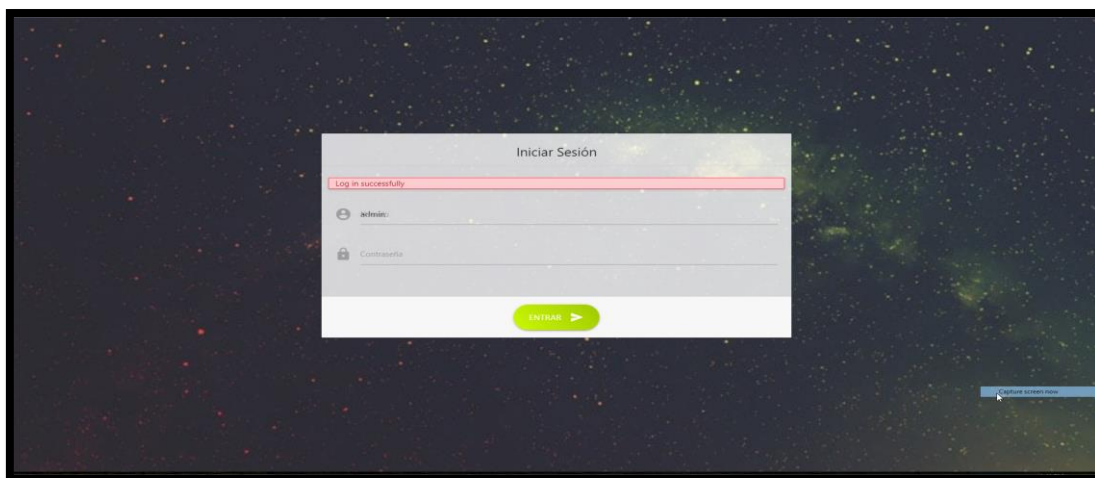 Iniciar Sesión
Log in successfully
admin
Contraseña
ENTRAR
Capture screen now